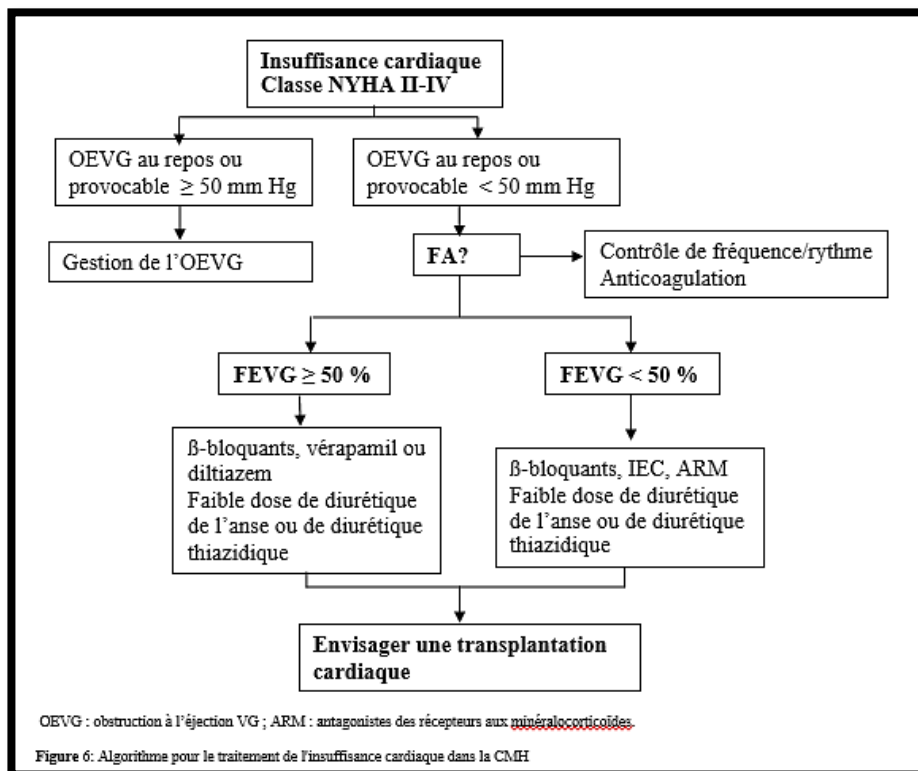 Insuffisance cardiaque
Classe NYHA II-IV
OEVG au repos ou
provocable ≥ 50 mm Hg
OEVG au repos ou
provocable < 50 mm Hg
Gestion de l’OEVG
FA?
Contrôle de fréquence/rythme
Anticoagulation
FEVG ≥ 50 %
FEVG < 50 %
ß-bloquants, vérapamil ou
diltiazem
Faible dose de diurétique
de l’anse ou de diurétique
thiazidique
ß-bloquants, IEC, ARM
Faible dose de diurétique
de l’anse ou de diurétique
thiazidique
Envisager une transplantation
cardiaque
OEVG : obstruction à l’éjection VG ; ARM : antagonistes des récepteurs aux minéralocorticoïdes.
Figure 6: Algorithme pour le traitement de l'insuffisance cardiaque dans la CMH